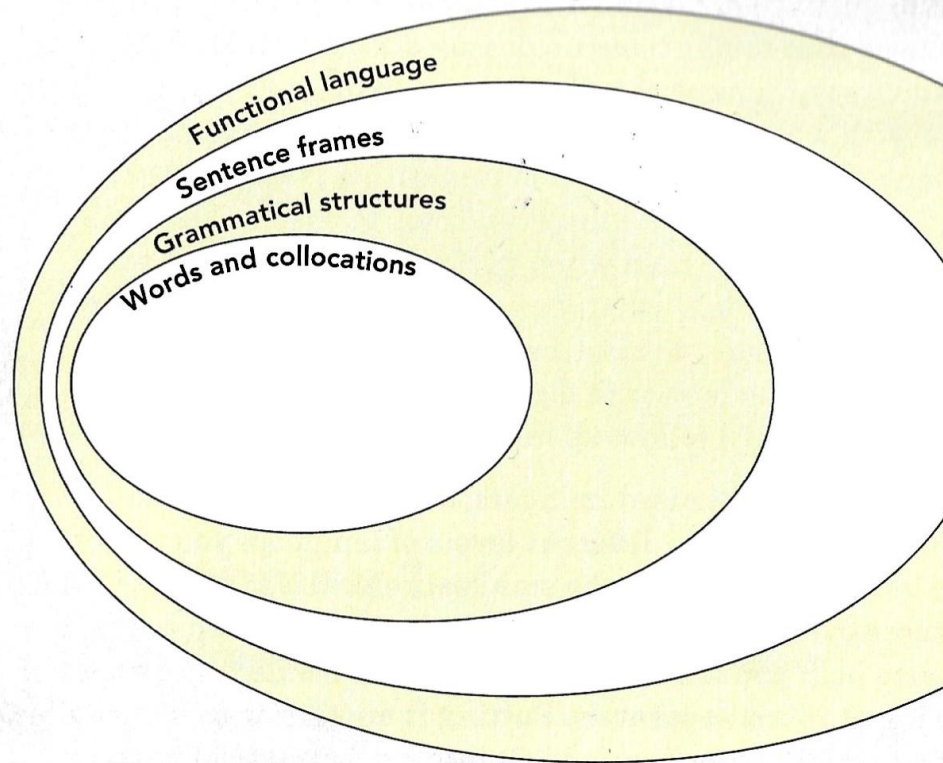 Functional language
Sentence frames
Grammatical structures
Words and collocations